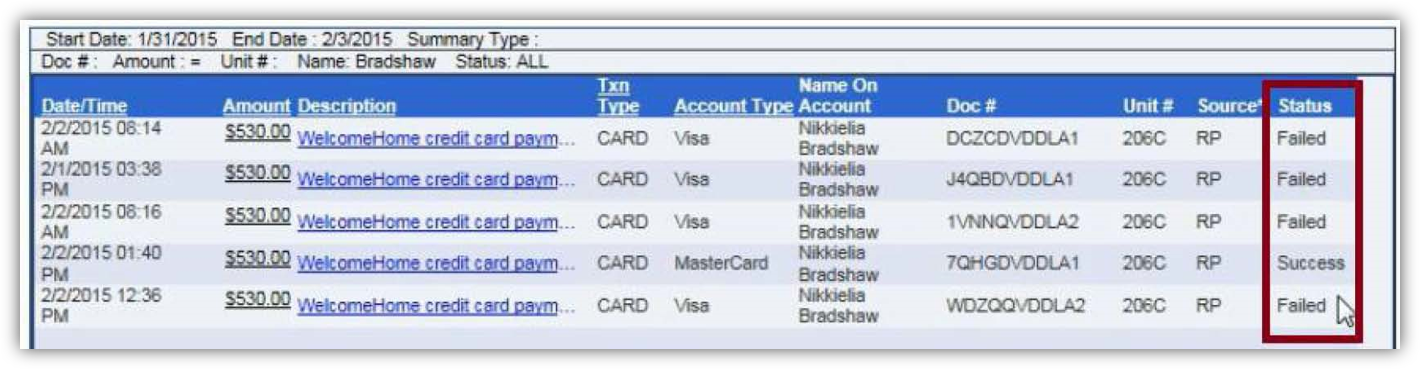 Start Date: 1/31/2015 End Date : 2/3/2015 Summary Type :
Doc # : Amount : = Unit # : Name: Bradshaw Status: ALL
Date/Time Amount Description Txn Type Account Type Name On Account Doc # Unit # Source* Status
2/2/2015 08:14 AM $530.00 WelcomeHome credit card paym... CARD Visa Nikkielia Bradshaw DCZCDVDDLA1 206C RP Failed
2/1/2015 03:38 PM $530.00 WelcomeHome credit card paym... CARD Visa Nikkielia Bradshaw J4QBDVDDLA1 206C RP Failed
2/2/2015 08:16 AM $530.00 WelcomeHome credit card paym... CARD Visa Nikkielia Bradshaw 1VNNQVDDLA2 206C RP Failed
2/2/2015 01:40 PM $530.00 WelcomeHome credit card paym... CARD MasterCard Nikkielia Bradshaw 7QHGDVDDLA1 206C RP Success
2/2/2015 12:36 PM $530.00 WelcomeHome credit card paym... CARD Visa Nikkielia Bradshaw WDZQQVDDLA2 206C RP Failed